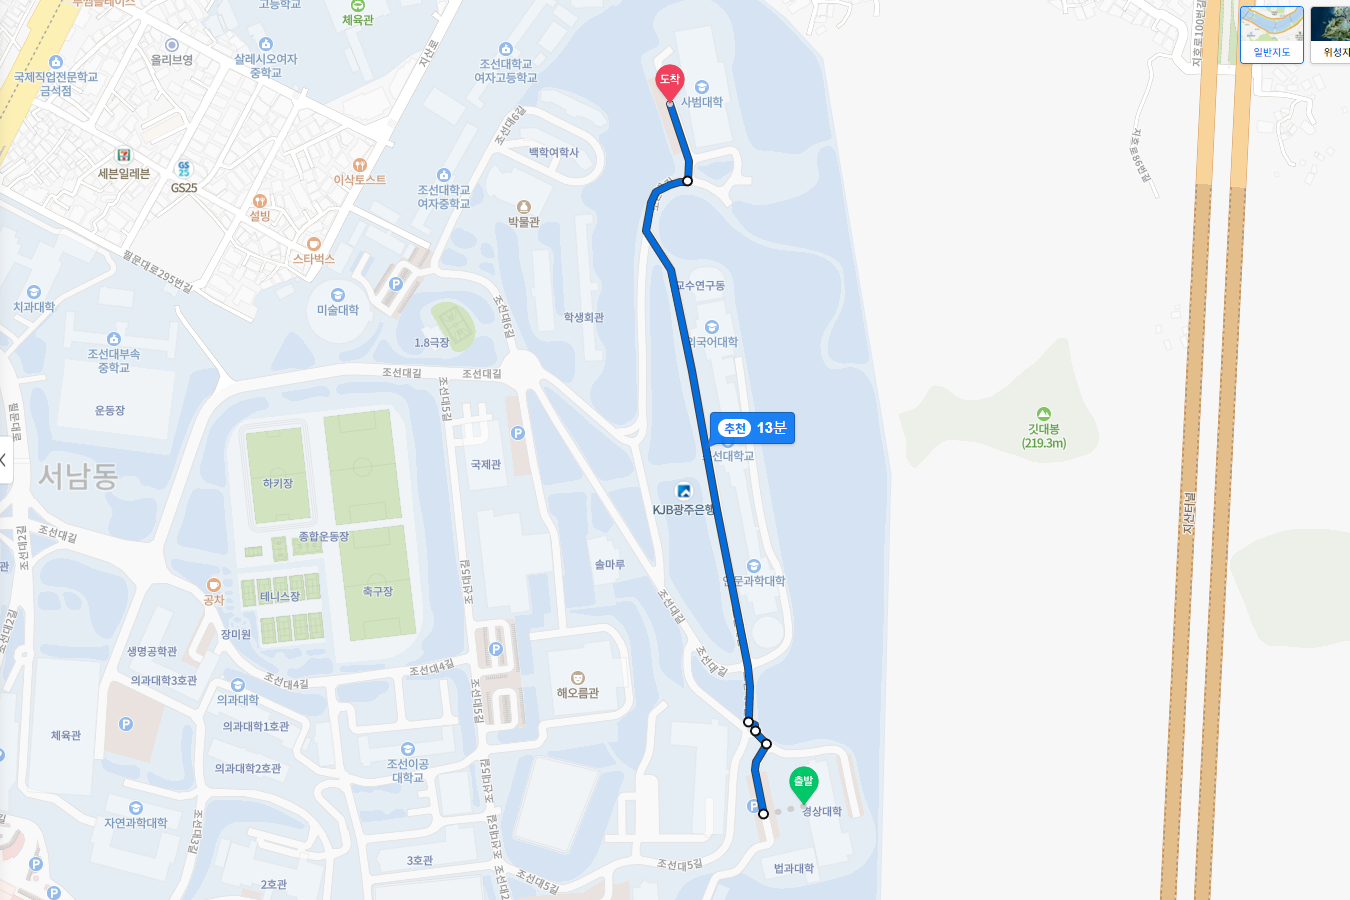 고등학교
체육관
일반지도
올리브영
살레시오여자
중학교
조선대학교
여자고등학교
지산로
지호로100번길
국제직업전문학교
금석점
도착
사범대학
조선대6길
백학여학사
지호로86번길
세븐일레븐
GS25
이삭토스트
조선대학교
여자중학교
설빙
박물관
스타벅스
필문대로295번길
치과대학
미술대학
교수연구동
학생회관
조선대6길
외국어대학
1.8극장
조선대부속
중학교
조선대길
조선대길
조선대5길
운동장
추천 13분
깃대봉
(219.3m)
국제관
서남동
하키장
KJB광주은행
지산터널
조선대길
조선대2길
종합운동장
솔마루
조선대5길
공차
테니스장
축구장
조선대길
장미원
조선대2길
생명공학관
의과대학3호관
조선대4길
조선대4길
조선대길
의과대학
해오름관
조선대5길
의과대학1호관
체육관
의과대학2호관
조선이공
대학교
출발
경상대학
조선대5길
자연과학대학
조선대3길
3호관
조선대5길
법과대학
조선대5길
2호관
P
P
P
P
P
P
P
P